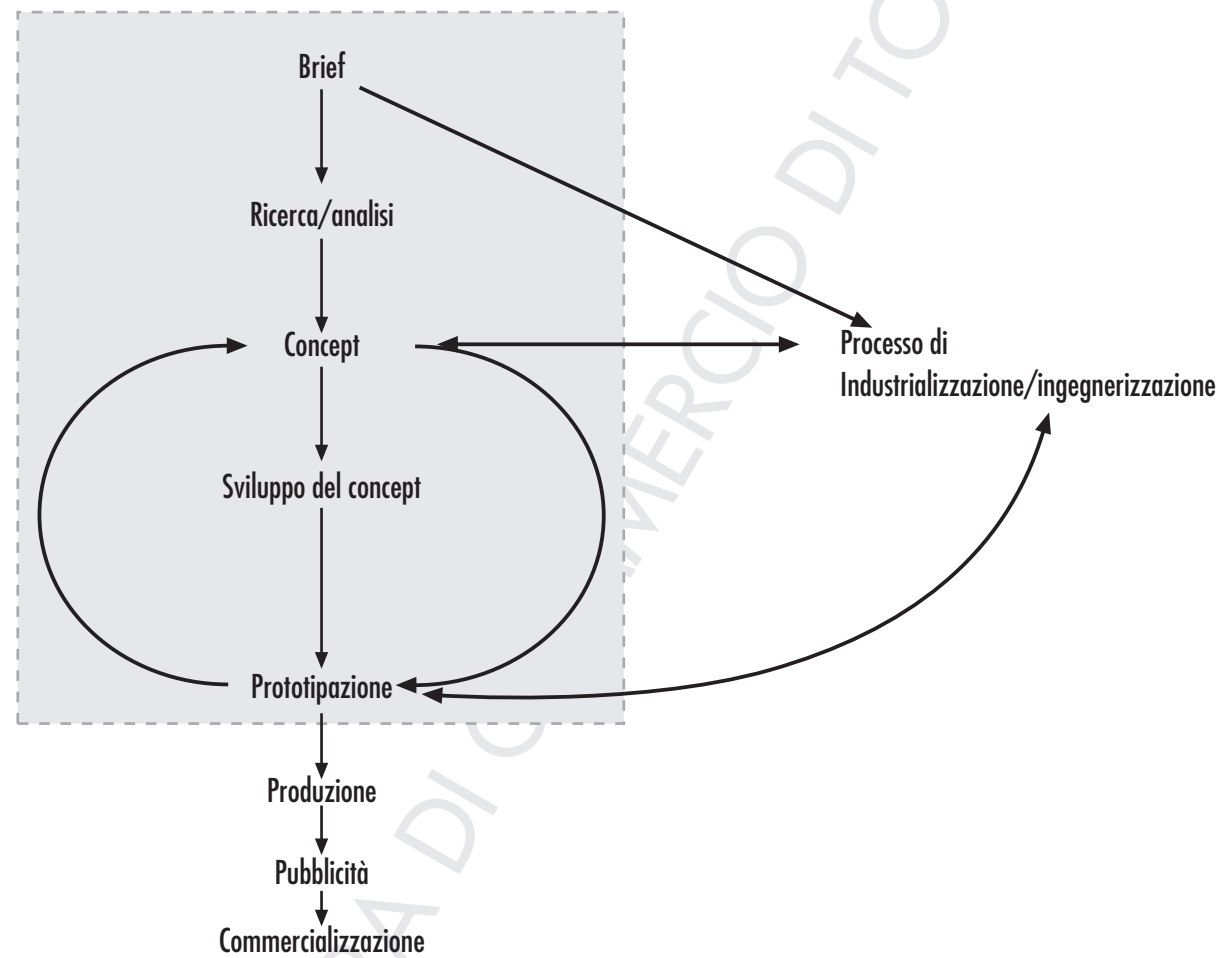 Brief
Ricerca/analisi
Concept
Processo di
Industrializzazione/ingegnerizzazione
Sviluppo del concept
Prototipazione
Produzione
Pubblicità
Commercializzazione